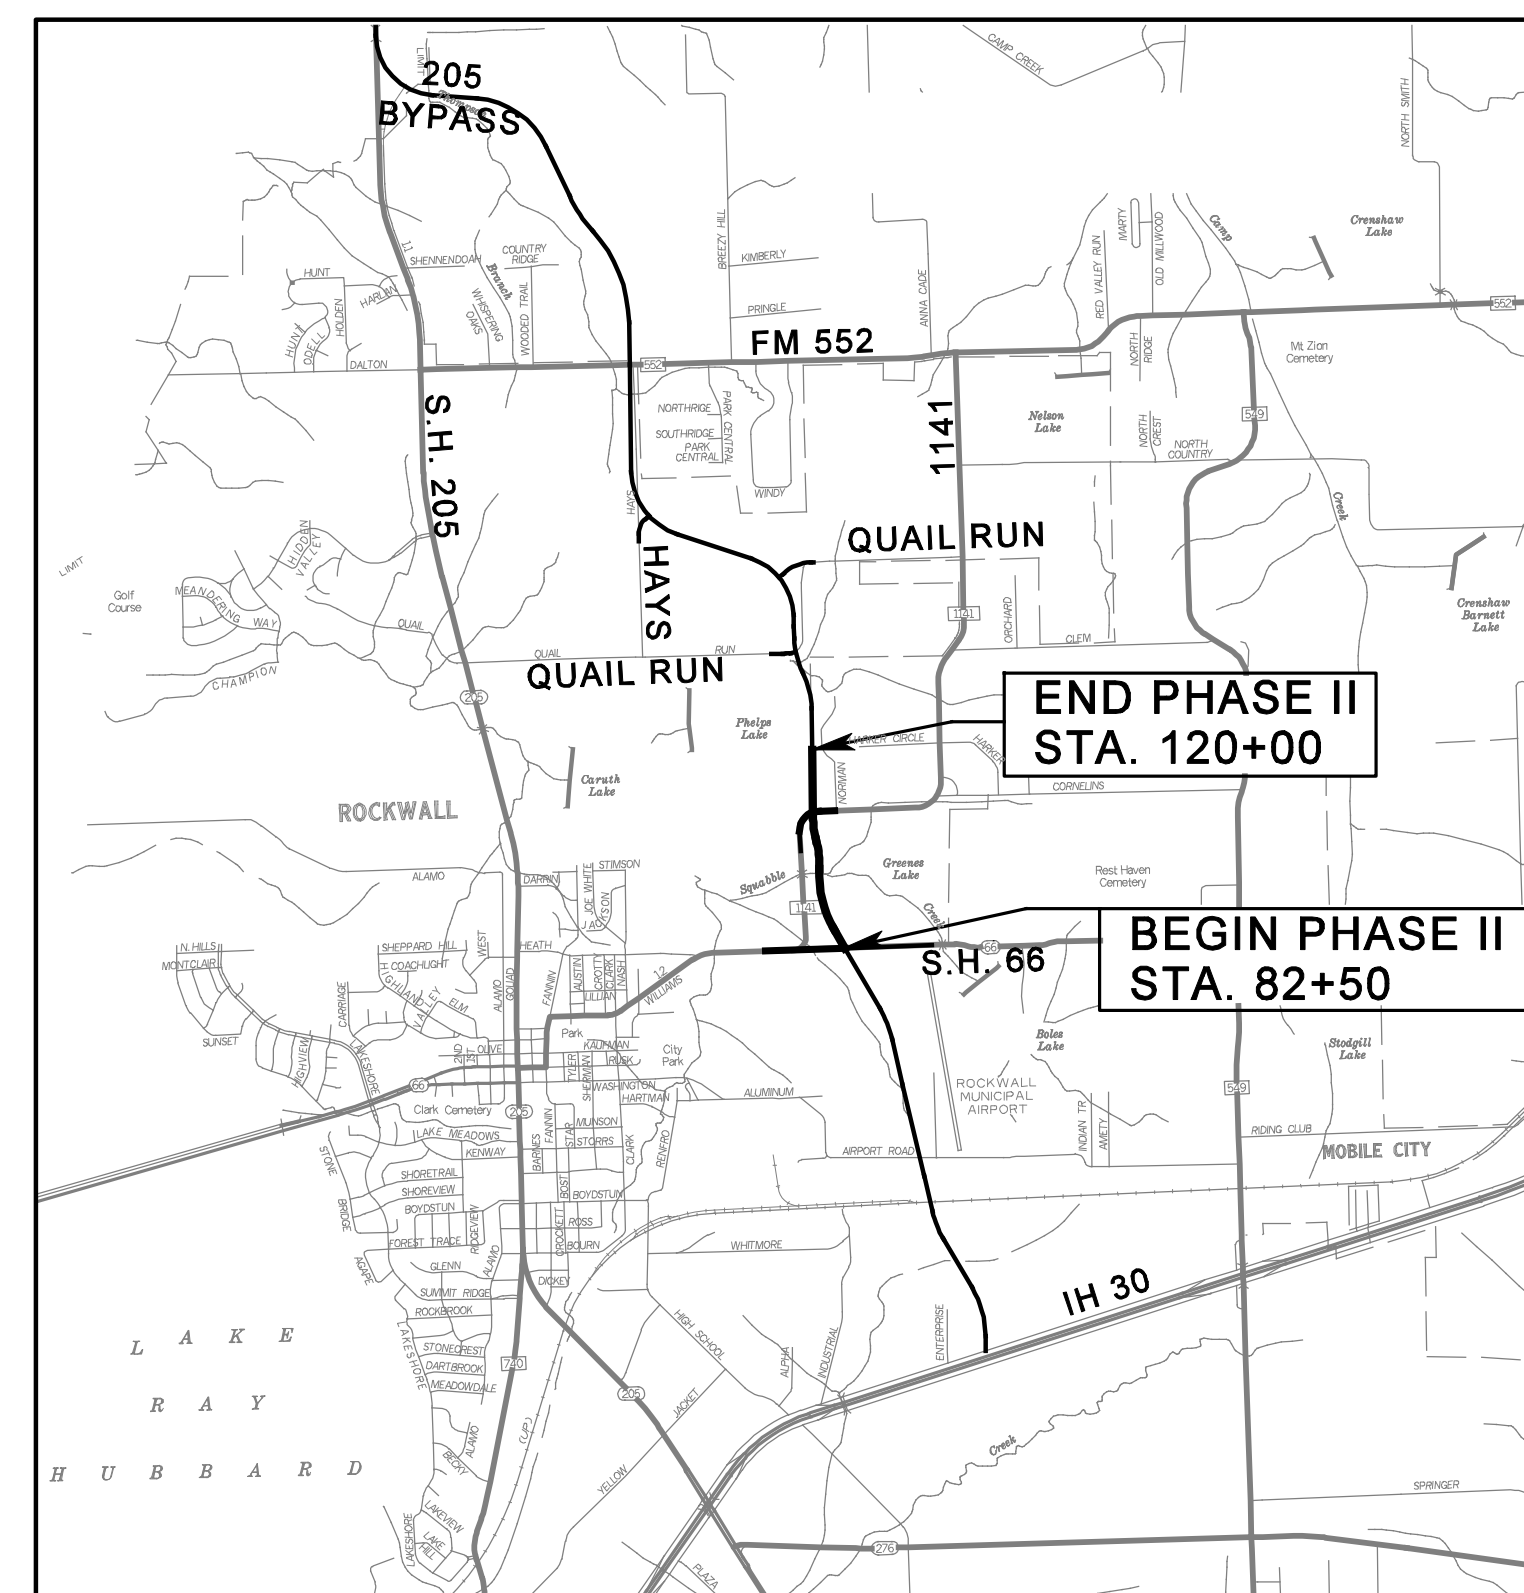 CAMP CREEK
NORTH SMITH
LIMIT
205
Thompson
BYPASS
BREEZY HILL
MARTY
OLD MILLWOOD
Camp
Crenshaw
Lake
11
SHENNENDOAH
COUNTRY
RIDGE
Branch
KIMBERLY
RED VALLEY RUN
ANNA CADE
HUNT
HARLAN
HOLDEN
WHISPERING
OAKS
WOODED TRAIL
PRINGLE
552
HUNT
ODELL
DALTON
552
FM 552
NORTH
RIDGE
Mt Zion
Cemetery
S.H. 205
NORTHRIGE
PARK CENTRAL
SOUTHRIDGE
PARK
CENTRAL
1141
Nelson
Lake
NORTH
CREST
NORTH
COUNTRY
549
WINDY
HAYS
Creek
HIDDEN
VALLEY
QUAIL RUN
LIMIT
Golf
Course
MEANDERING WAY
HAYS
1141
ORCHARD
CLEM
Crenshaw
Barnett
Lake
QUAIL
QUAIL
RUN
CHAMPION
QUAIL RUN
205
END PHASE II
STA. 120+00
Phelps
Lake
HARKER CIRCLE
HARKER
Caruth
Lake
NORMAN
CORNELINS
ROCKWALL
ALAMO
DARRIN
STIMSON
JOE WHITE
JACKSON
Squabble
Greenes
Lake
Rest Haven
Cemetery
1141
Creek
BEGIN PHASE II
STA. 82+50
N. HILLS
MONTCLAIR
SHEPPARD HILL
COACHLIGHT
WEST
HEATH
66
S.H. 66
HIGHLAND
VALLEY
ELM
CARRIAGE
ALAMO
GOLIAD
FANNIN
AUSTIN
CROTTY
CLARK
NASH
LILLIAN
12
WILLIAMS
SUNSET
HIGHVIEW
LAKESHORE
2ND
1ST
OLIVE
Park
KAUFMAN
RUSK
TYLER
SHERMAN
City
Park
Boles
Lake
Stodgill
Lake
66
WASHINGTON
HARTMAN
ALUMINUM
ROCKWALL
MUNICIPAL
AIRPORT
549
Clark Cemetery
205
FANNIN
MUNSON
STAR
STORRS
LAKE MEADOWS
KENWAY
BARNES
CLARK
RENFRO
AIRPORT ROAD
INDIAN TR
AMETY
RIDING CLUB
MOBILE CITY
STONE
BRIDGE
SHORETRAIL
SHOREVIEW
BOYDSTUN
BOST
BOYDSTUN
RIDGEVIEW
CROCKETT
ROSS
BOURN
FOREST TRACE
AGAPE
GLENN
ALAMO
DICKEY
WHITMORE
SUMMIT RIDGE
ROCKBROOK
IH 30
L A K E
LAKESHORE
STONECREST
DARTBROOK
MEADOWDALE
740
HIGH SCHOOL
ALPHA
INDUSTRIAL
ENTERPRISE
R A Y
205
JACKET
(UP)
ALAMO
BECKY
Creek
H U B B A R D
YELLOW
SPRINGER
LAKESHORE
LAKEVIEW
LAKE
HILL
276
PLAZA